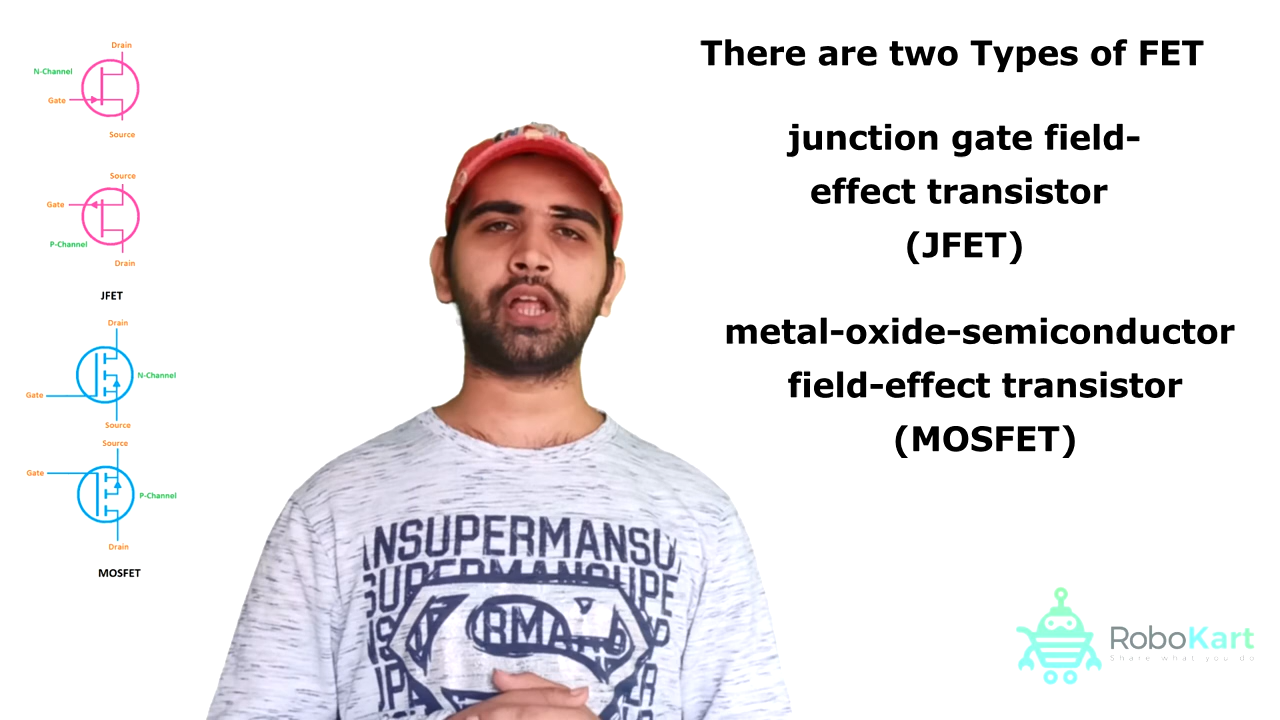 Drain
N-Channel
Gate
Source
Source
Gate
P-Channel
Drain
JFET
Drain
N-Channel
Gate
Source
Source
Gate
P-Channel
Drain
MOSFET
There are two Types of FET
junction gate field-
effect transistor
(JFET)
metal-oxide-semiconductor
field-effect transistor
(MOSFET)
NSUPERMANSU
SUPERMANSUPE
RMA
RoboKart
Share what you do